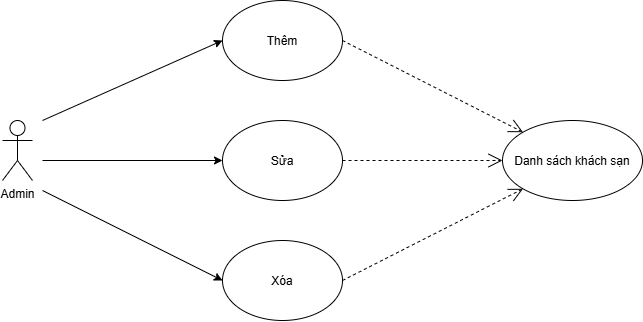 Thêm
Admin
Sửa
Danh sách khách sạn
Xóa